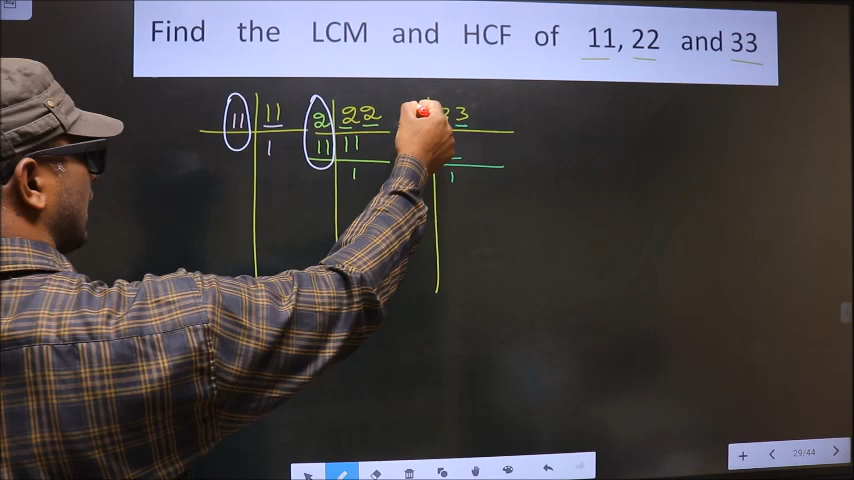 Find the LCM and HCF of 11, 22 and 33
11 11 2 22 3
1 11 11
1 1
29/44